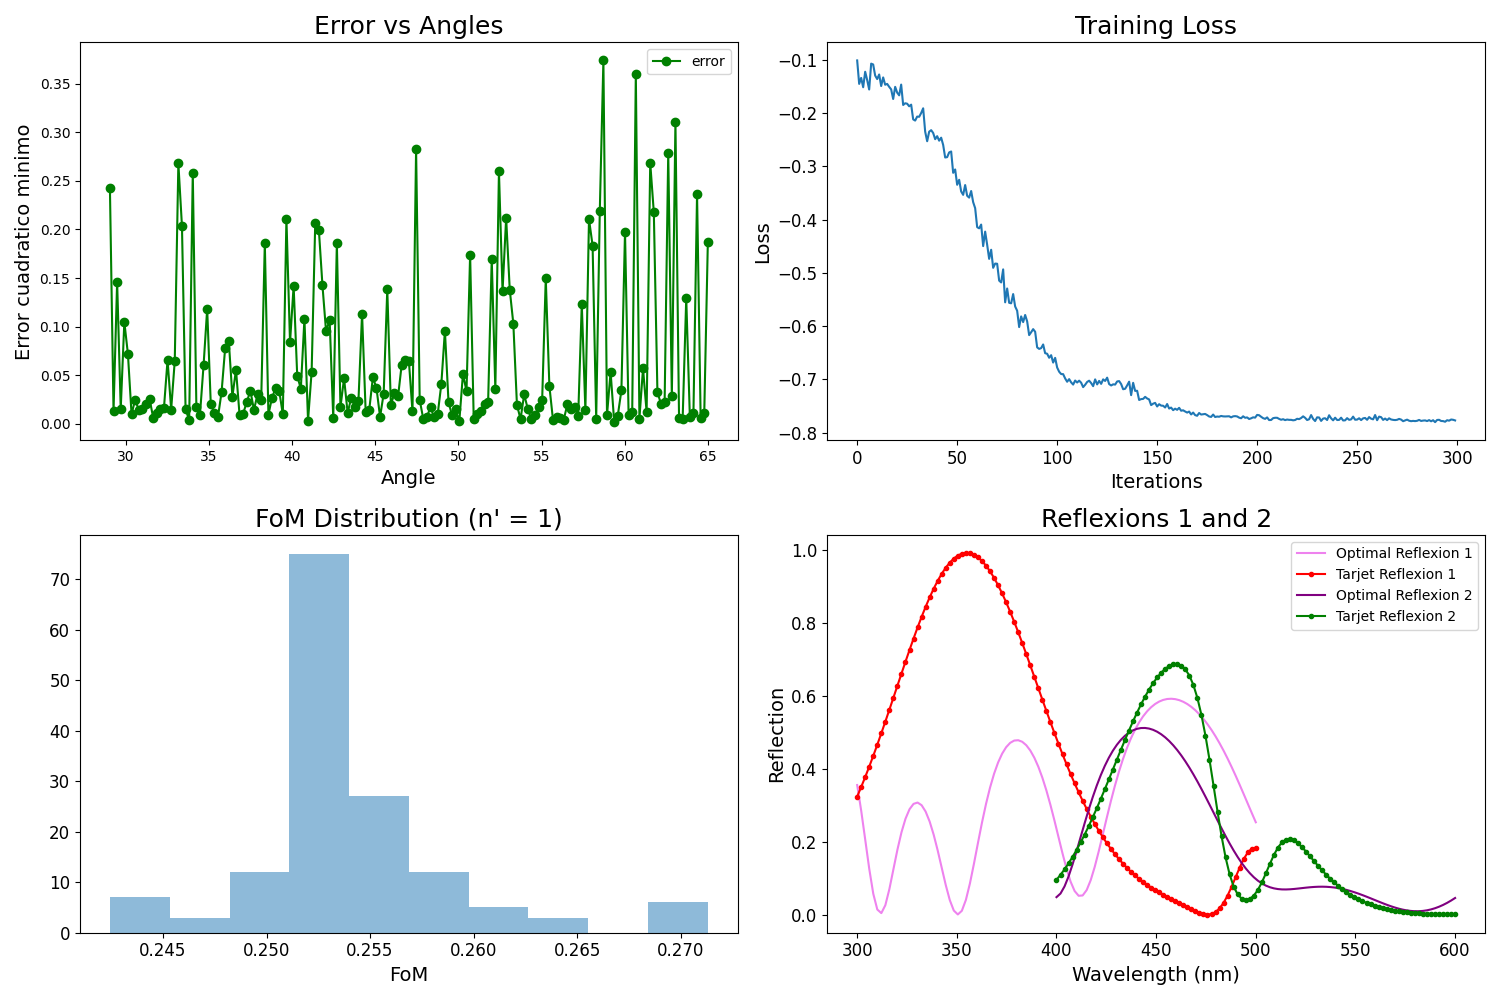 Error vs Angles
error
Error cuadratico minimo
0.35
0.30
0.25
0.20
0.15
0.10
0.05
0.00
30 35 40 45 50 55 60 65
Angle
Training Loss
Loss
−0.1
−0.2
−0.3
−0.4
−0.5
−0.6
−0.7
−0.8
0 50 100 150 200 250 300
Iterations
FoM Distribution (n' = 1)
70
60
50
40
30
20
10
0
0.245 0.250 0.255 0.260 0.265 0.270
FoM
Reflexions 1 and 2
Optimal Reflexion 1
Tarjet Reflexion 1
Optimal Reflexion 2
Tarjet Reflexion 2
Reflection
1.0
0.8
0.6
0.4
0.2
0.0
300 350 400 450 500 550 600
Wavelength (nm)